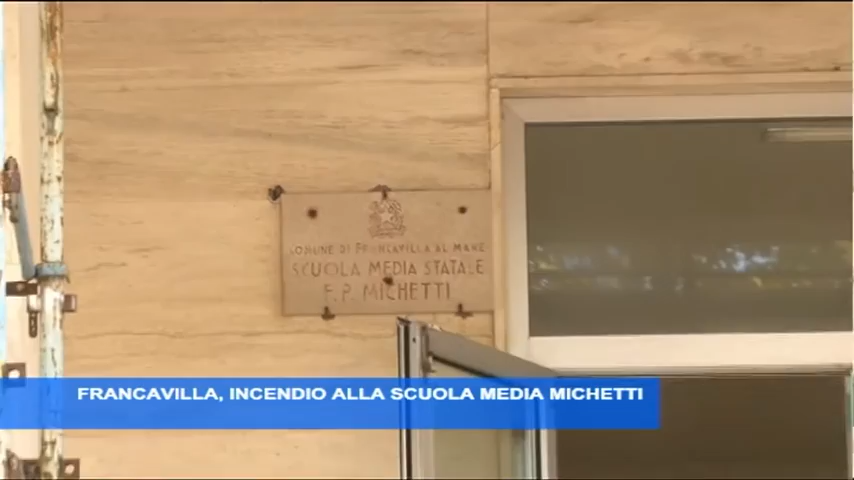 COMUNE DI FRANCAVILLA AL MARE
SCUOLA MEDIA STATALE
F. P. MICHETTI
FRANCAVILLA, INCENDIO ALLA SCUOLA MEDIA MICHETTI